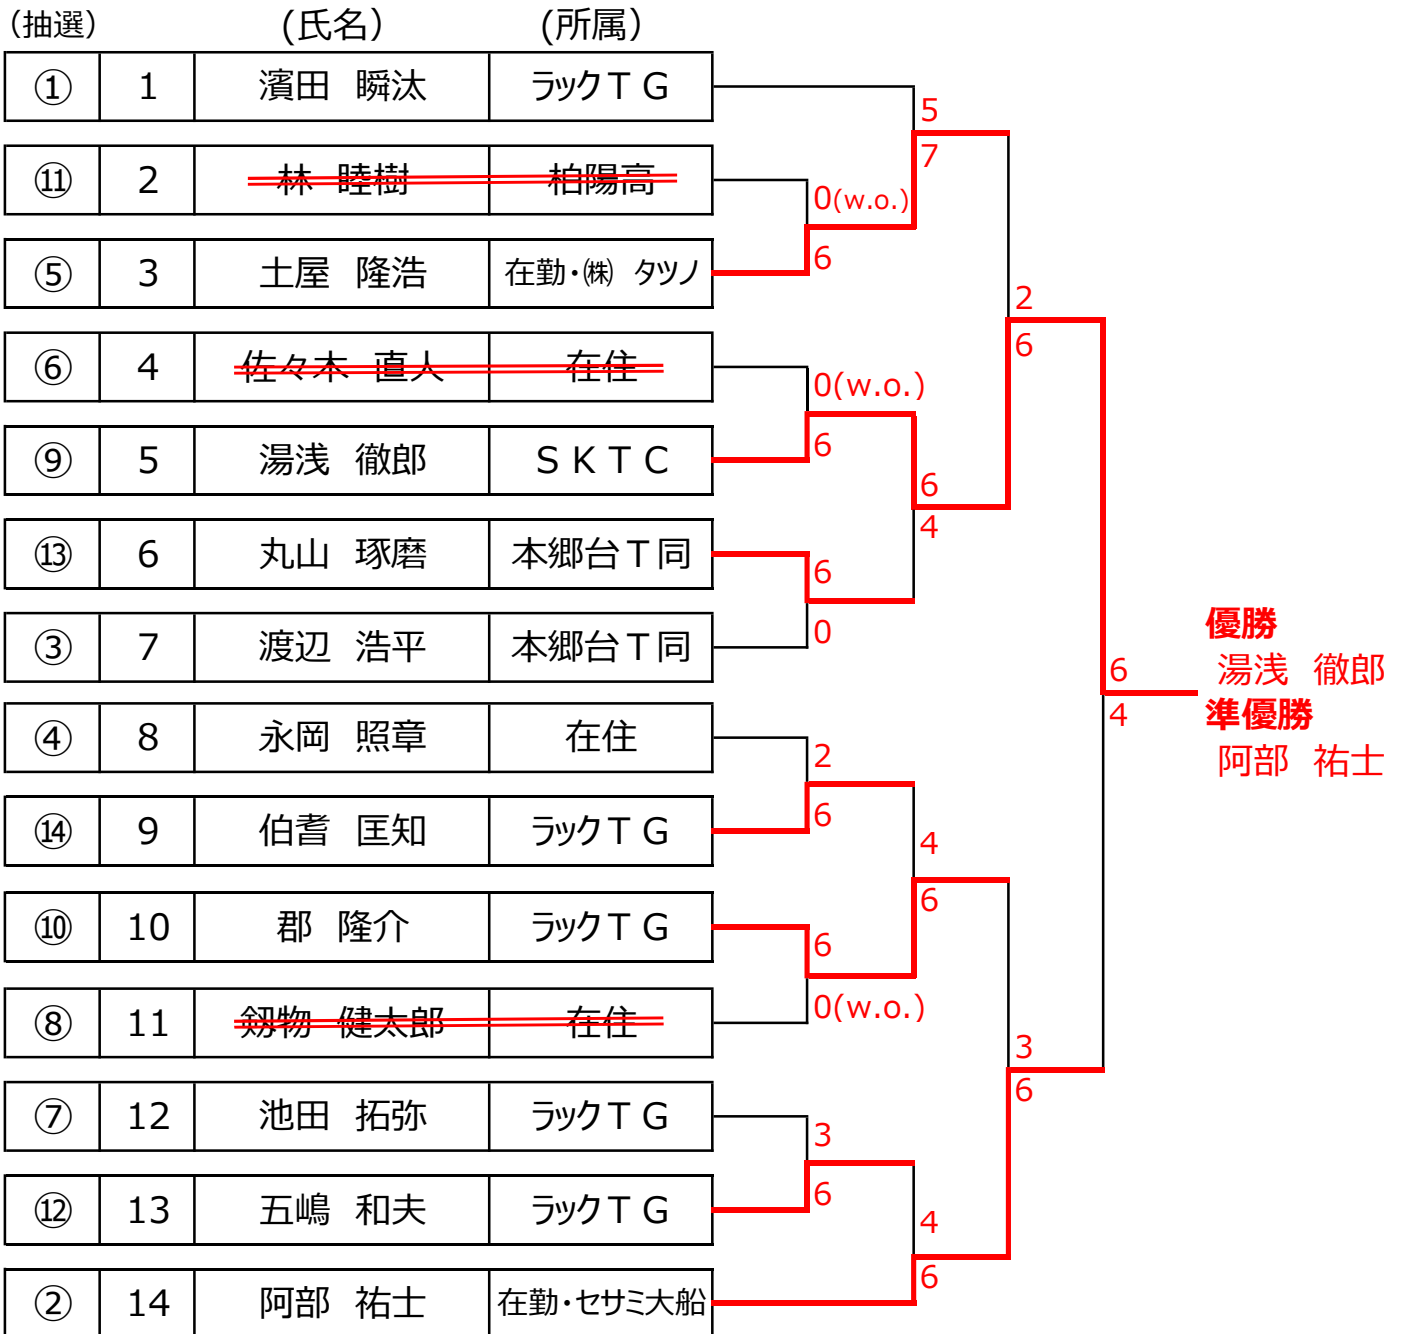 （抽選） (氏名） (所属）
① 1 濱田　瞬汰 ラックＴＧ
⑪ 2 林　睦樹 柏陽高
⑤ 3 土屋　隆浩 在勤・㈱　タツノ
⑥ 4 佐々木　直人 在住
⑨ 5 湯浅　徹郎 ＳＫＴＣ
⑬ 6 丸山　琢磨 本郷台Ｔ同
③ 7 渡辺　浩平 本郷台Ｔ同
④ 8 永岡　照章 在住
⑭ 9 伯耆　匡知 ラックＴＧ
⑩ 10 郡　隆介 ラックＴＧ
⑧ 11 剱物　健太郎 在住
⑦ 12 池田　拓弥 ラックＴＧ
⑫ 13 五嶋　和夫 ラックＴＧ
② 14 阿部　祐士 在勤・セサミ大船
0(w.o.)
6
0(w.o.)
6
6
0
2
6
6
0(w.o.)
3
6
5
7
6
4
4
6
4
6
2
6
3
6
6
4
優勝
湯浅　徹郎
準優勝
阿部　祐士